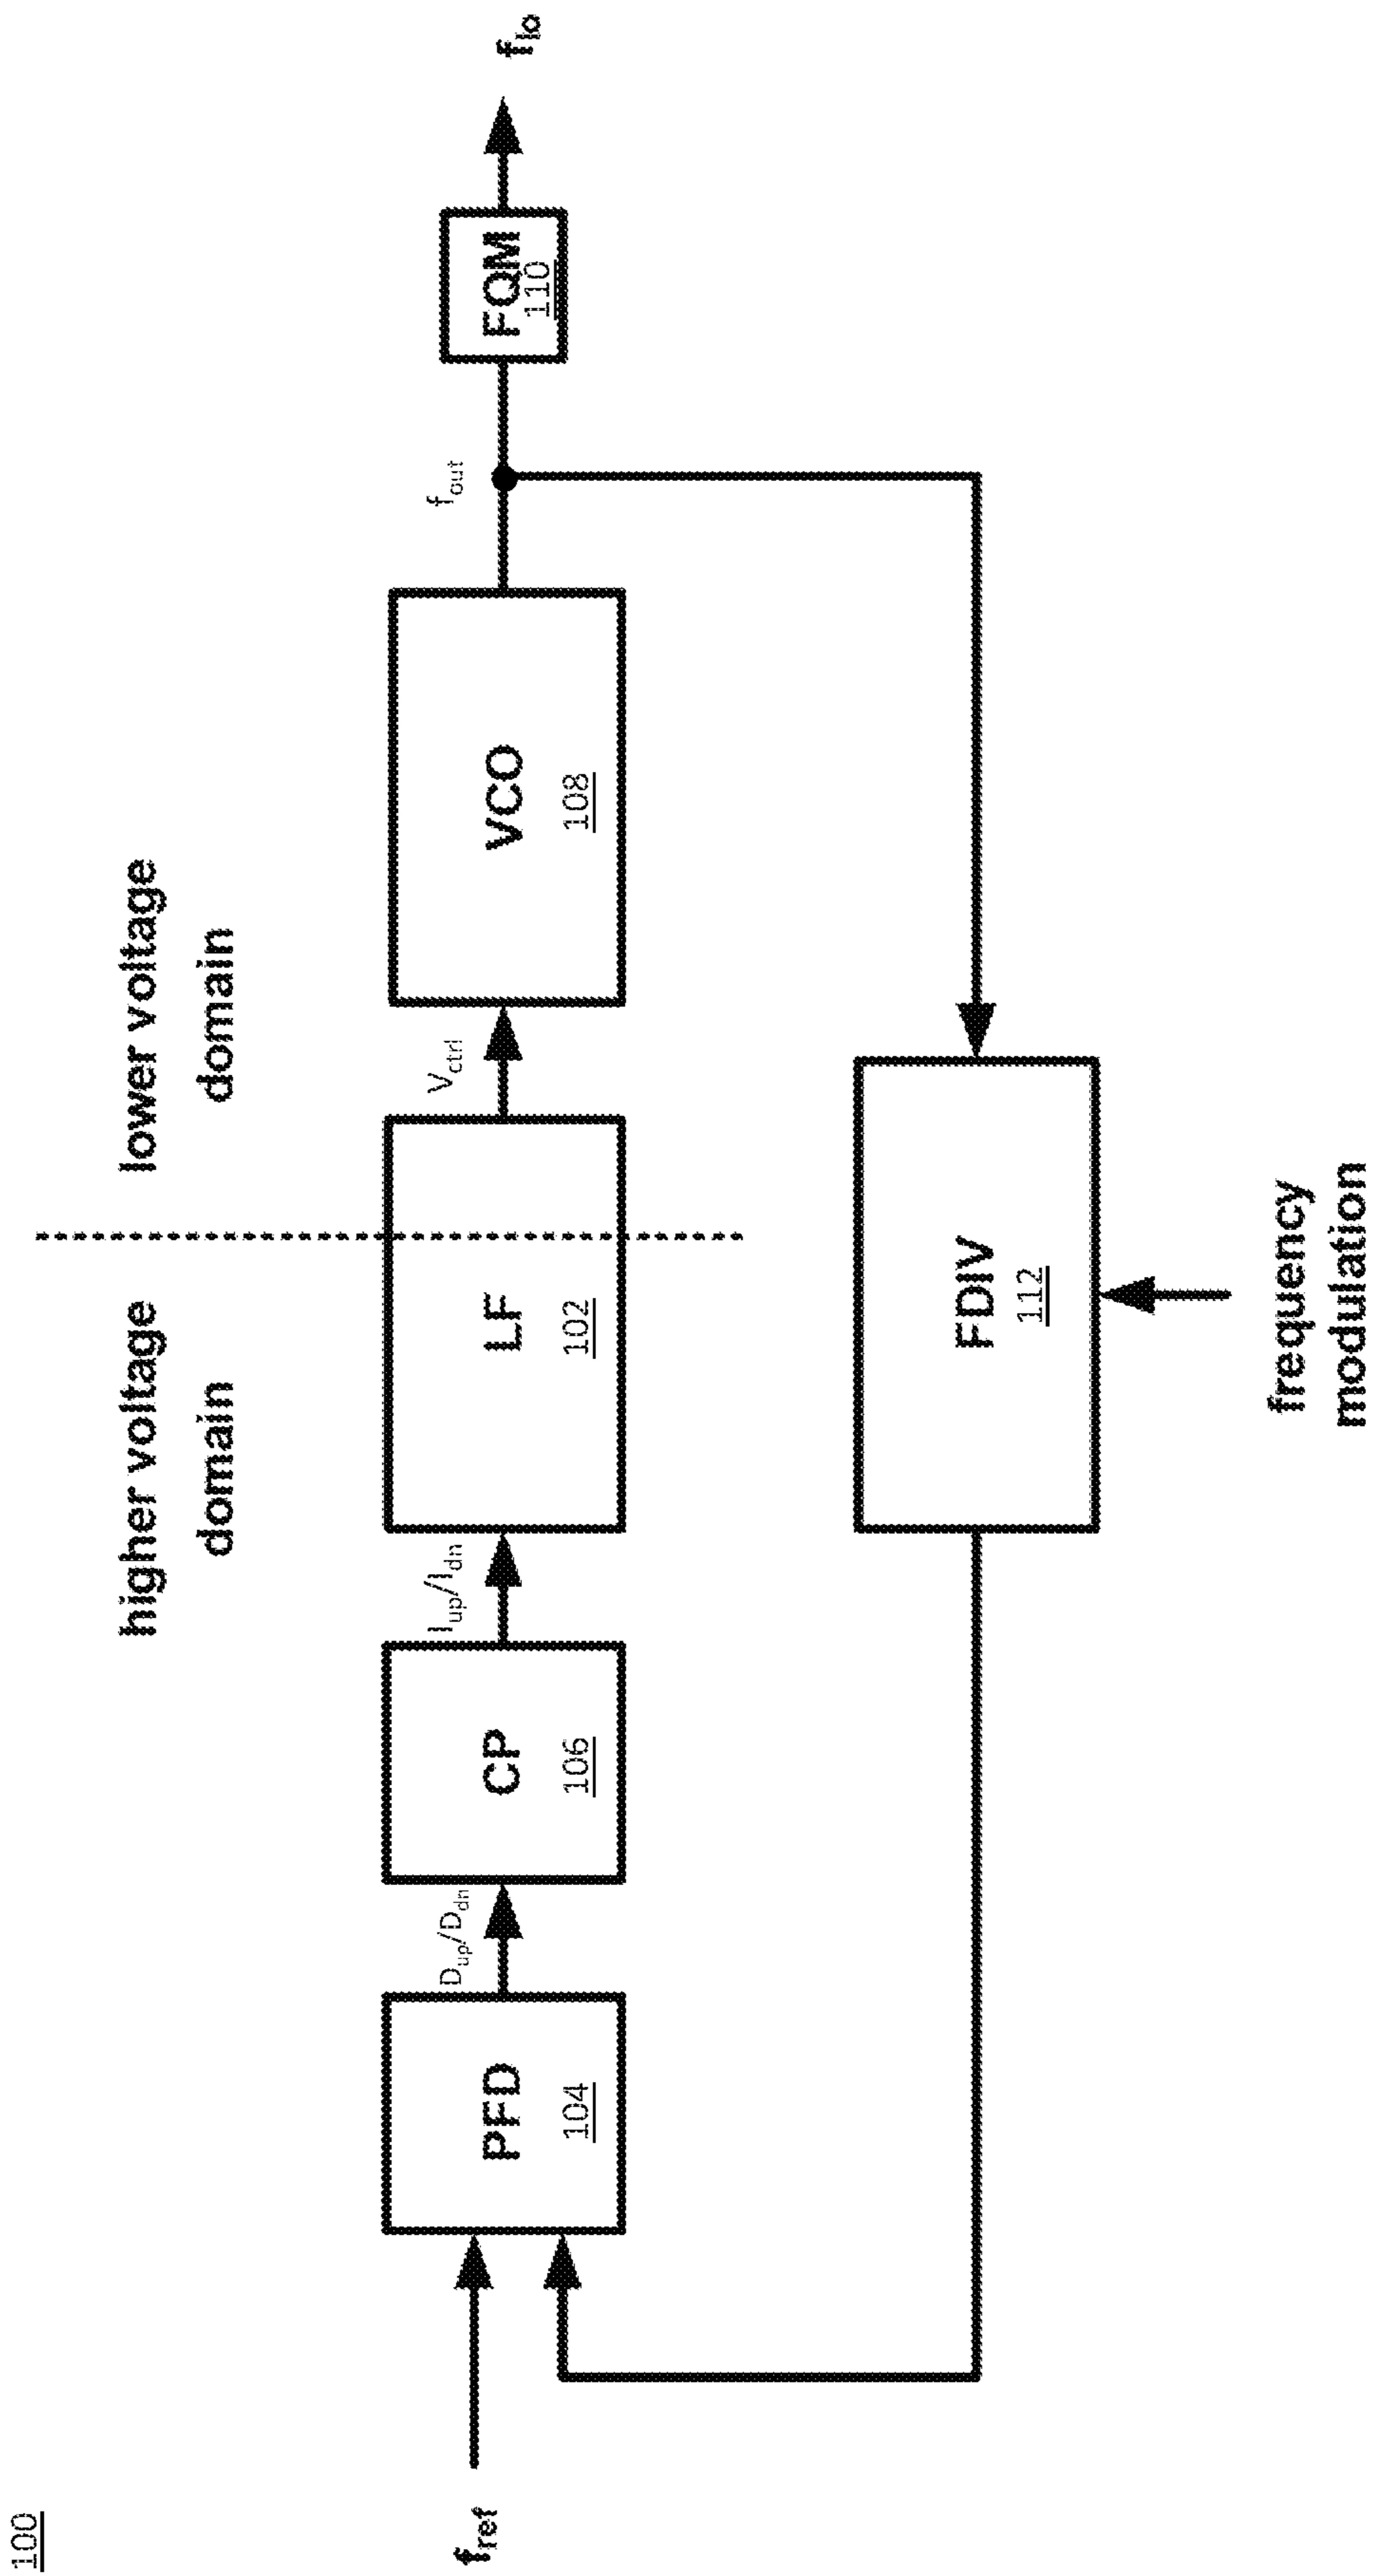 100
higher voltage
domain
lower voltage
domain
f_ref
PFD
104
D_up/D_dn
CP
106
I_up/I_dn
LF
102
V_ctrl
VCO
108
f_out
FQM
110
f_lo
FDIV
112
frequency
modulation